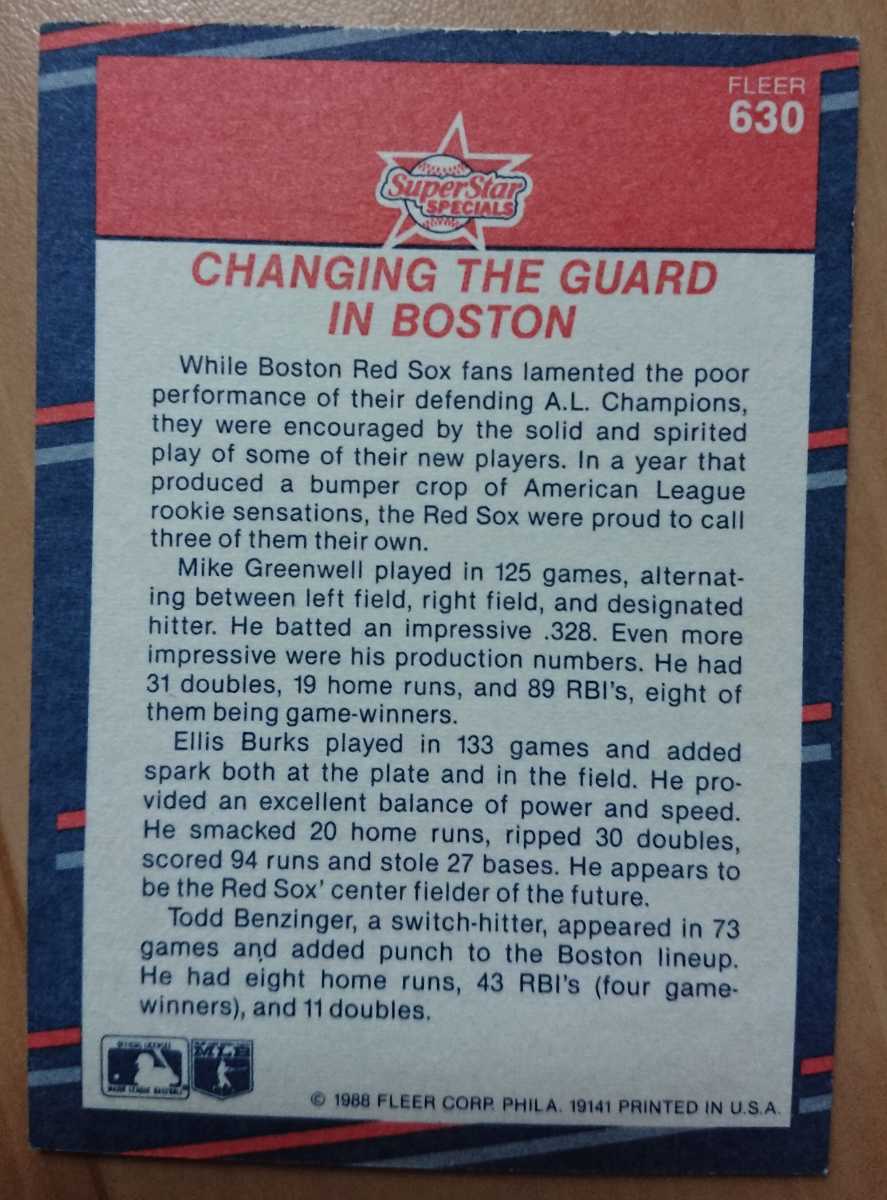 FLEER
630
SuperStar
SPECIALS
CHANGING THE GUARD
IN BOSTON
While Boston Red Sox fans lamented the poor
performance of their defending A.L. Champions,
they were encouraged by the solid and spirited
play of some of their new players. In a year that
produced a bumper crop of American League
rookie sensations, the Red Sox were proud to call
three of them their own.
Mike Greenwell played in 125 games, alternat-
ing between left field, right field, and designated
hitter. He batted an impressive .328. Even more
impressive were his production numbers. He had
31 doubles, 19 home runs, and 89 RBI's, eight of
them being game-winners.
Ellis Burks played in 133 games and added
spark both at the plate and in the field. He pro-
vided an excellent balance of power and speed.
He smacked 20 home runs, ripped 30 doubles,
scored 94 runs and stole 27 bases. He appears to
be the Red Sox' center fielder of the future.
Todd Benzinger, a switch-hitter, appeared in 73
games and added punch to the Boston lineup.
He had eight home runs, 43 RBI's (four game-
winners), and 11 doubles.
OFFICIAL LICENSEE
MAJOR LEAGUE BASEBALL
MLB
© 1988 FLEER CORP. PHILA. 19141 PRINTED IN U.S.A.